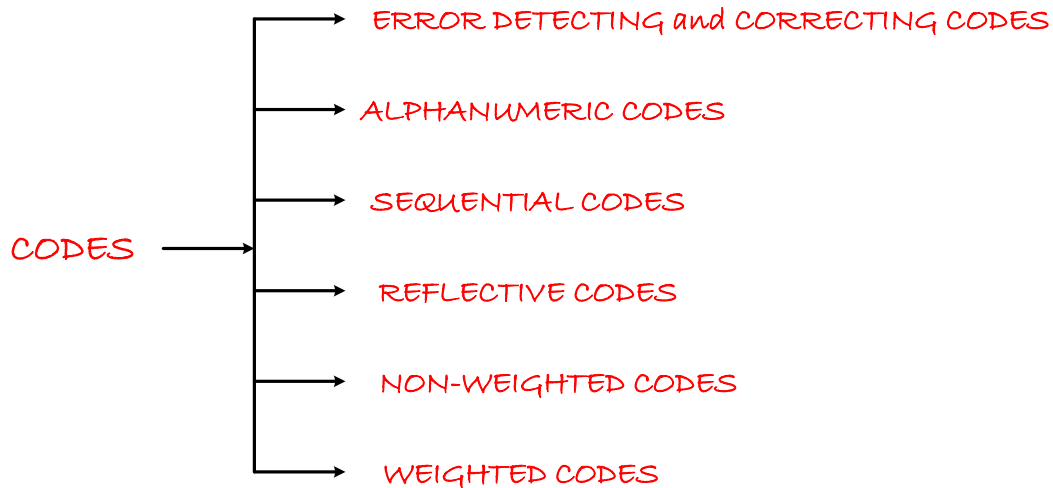 ERROR DETECTING and CORRECTING CODES
ALPHANUMERIC CODES
SEQUENTIAL CODES
CODES
REFLECTIVE CODES
NON-WEIGHTED CODES
WEIGHTED CODES